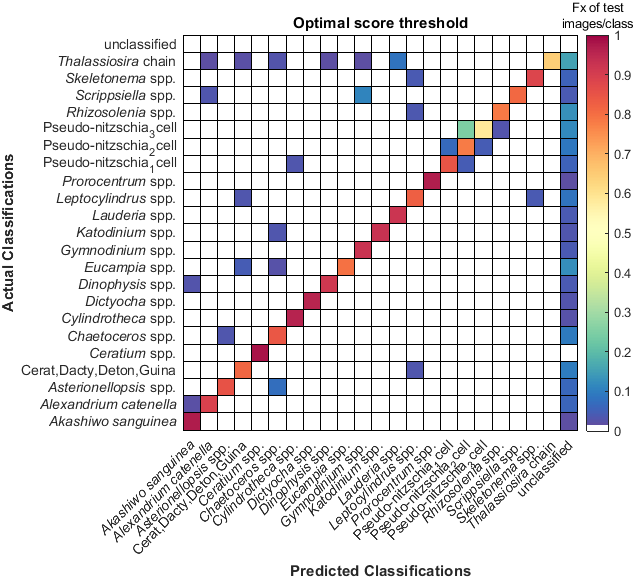 Optimal score threshold
Fx of test
images/class
unclassified
Thalassiosira chain
Skeletonema spp.
Scrippsiella spp.
Rhizosolenia spp.
Pseudo-nitzschia3cell
Pseudo-nitzschia2cell
Pseudo-nitzschia1cell
Prorocentrum spp.
Leptocylindrus spp.
Lauderia spp.
Katodinium spp.
Gymnodinium spp.
Eucampia spp.
Dinophysis spp.
Dictyocha spp.
Cylindrotheca spp.
Chaetoceros spp.
Ceratium spp.
Cerat,Dacty,Deton,Guina
Asterionellopsis spp.
Alexandrium catenella
Akashiwo sanguinea
Actual Classifications
Akashiwo sanguinea
Alexandrium catenella
Asterionellopsis spp.
Cerat,Dacty,Deton,Guina
Ceratium spp.
Chaetoceros spp.
Cylindrotheca spp.
Dictyocha spp.
Dinophysis spp.
Eucampia spp.
Gymnodinium spp.
Katodinium spp.
Lauderia spp.
Leptocylindrus spp.
Prorocentrum spp.
Pseudo-nitzschia1cell
Pseudo-nitzschia2cell
Pseudo-nitzschia3cell
Rhizosolenia spp.
Scrippsiella spp.
Skeletonema spp.
Thalassiosira chain
unclassified
Predicted Classifications
1
0.9
0.8
0.7
0.6
0.5
0.4
0.3
0.2
0.1
0